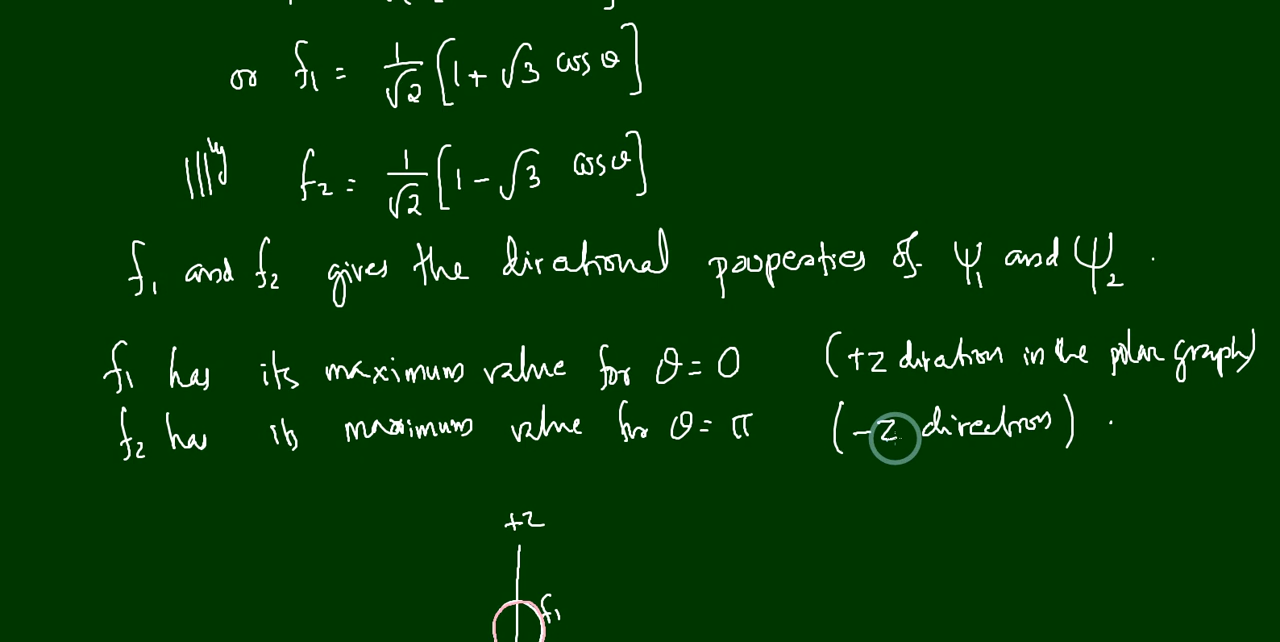 or f₁ = 1/√2 [1 + √3 cos θ]
|||ly f₂ = 1/√2 [1 - √3 cos θ]
f₁ and f₂ gives the directional properties of Ψ₁ and Ψ₂ .
f₁ has its maximum value for θ = 0 (+z diration in the polar graph)
f₂ has its maximum value for θ = π (-z direction) .
+z
f₁